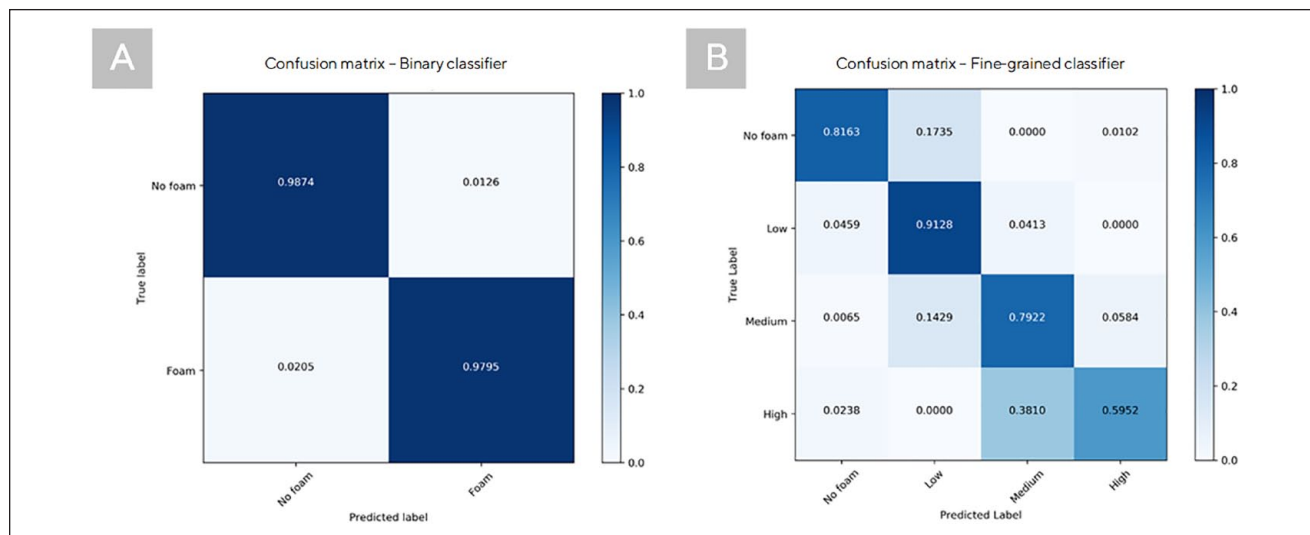 A
Confusion matrix – Binary classifier
No foam
Foam
True label
0.9874
0.0126
0.0205
0.9795
No foam
Foam
Predicted label
1.0
0.8
0.6
0.4
0.2
0.0
B
Confusion matrix – Fine-grained classifier
No foam
Low
Medium
High
True Label
0.8163 0.1735 0.0000 0.0102
0.0459 0.9128 0.0413 0.0000
0.0065 0.1429 0.7922 0.0584
0.0238 0.0000 0.3810 0.5952
No foam
Low
Medium
High
Predicted Label
1.0
0.8
0.6
0.4
0.2
0.0